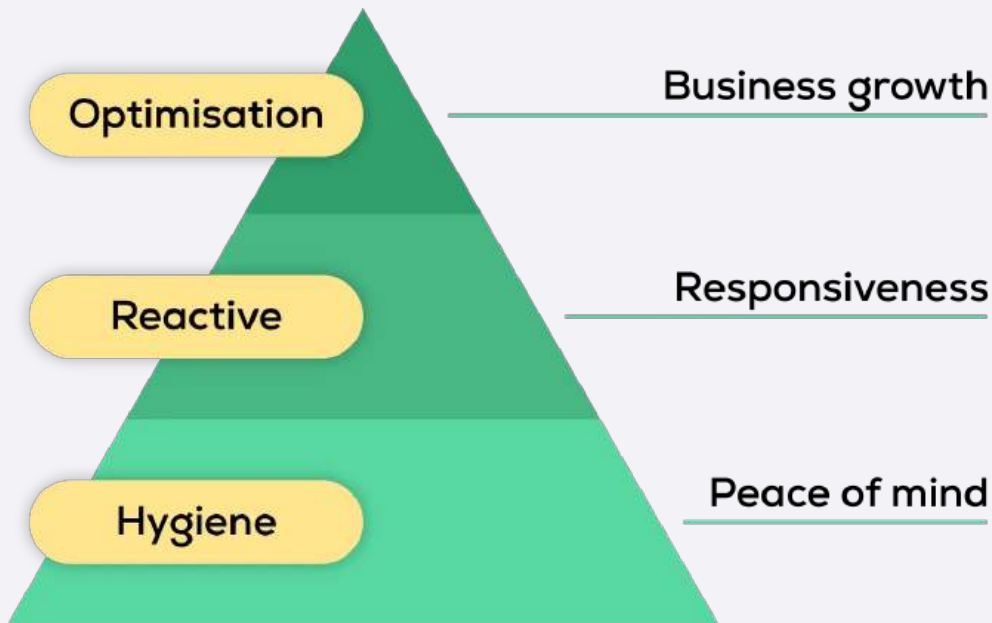 Optimisation
Business growth
Reactive
Responsiveness
Hygiene
Peace of mind